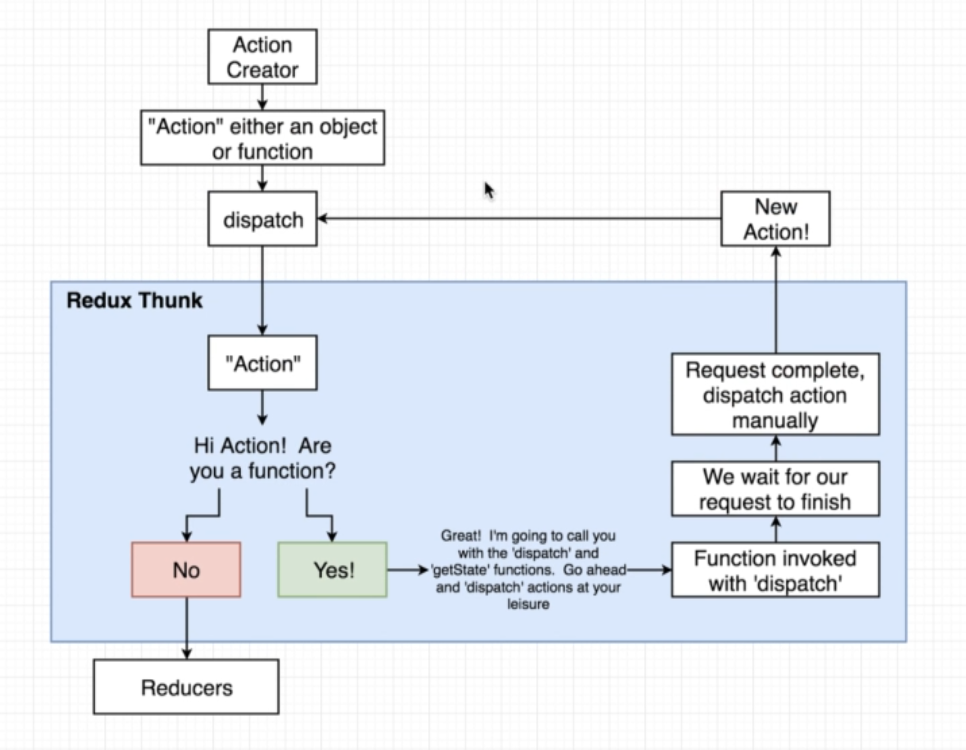 Action
Creator
"Action" either an object
or function
dispatch
New
Action!
Redux Thunk
"Action"
Hi Action!  Are
you a function?
No
Yes!
Great!  I'm going to call you
with the 'dispatch' and
'getState' functions.  Go ahead
and 'dispatch' actions at your
leisure
Function invoked
with 'dispatch'
We wait for our
request to finish
Request complete,
dispatch action
manually
Reducers